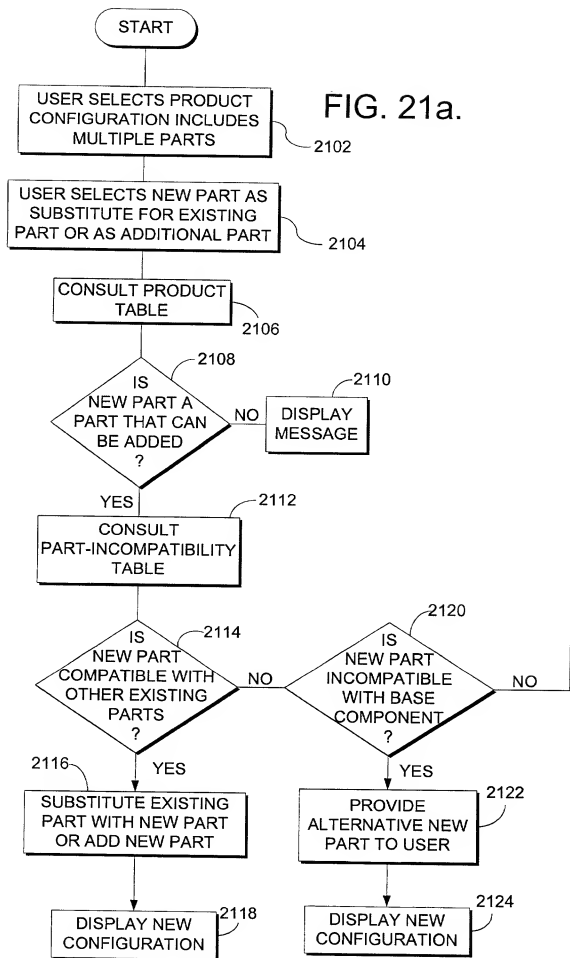 START
FIG. 21a.
USER SELECTS PRODUCT
CONFIGURATION INCLUDES
MULTIPLE PARTS
2102
USER SELECTS NEW PART AS
SUBSTITUTE FOR EXISTING
PART OR AS ADDITIONAL PART
2104
CONSULT PRODUCT
TABLE
2106
2108
IS
NEW PART A
PART THAT CAN
BE ADDED
?
NO
2110
DISPLAY
MESSAGE
YES
2112
CONSULT
PART-INCOMPATIBILITY
TABLE
2114
IS
NEW PART
COMPATIBLE WITH
OTHER EXISTING
PARTS
?
NO
2120
IS
NEW PART
INCOMPATIBLE
WITH BASE
COMPONENT
?
NO
YES
2116
SUBSTITUTE EXISTING
PART WITH NEW PART
OR ADD NEW PART
YES
2122
PROVIDE
ALTERNATIVE NEW
PART TO USER
2118
DISPLAY NEW
CONFIGURATION
2124
DISPLAY NEW
CONFIGURATION